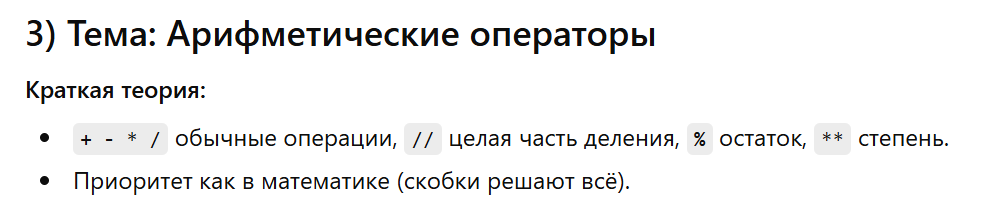 3) Тема: Арифметические операторы
Краткая теория:
• + - * / обычные операции, // целая часть деления, % остаток, ** степень.
• Приоритет как в математике (скобки решают всё).